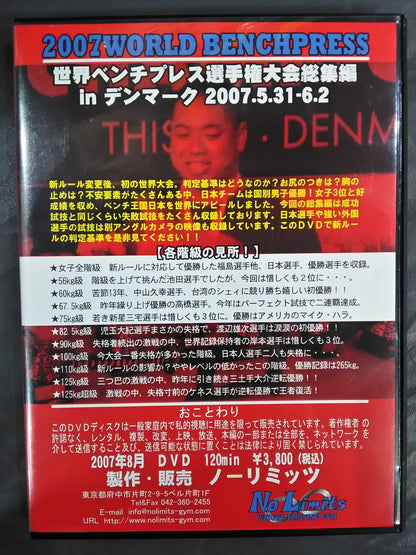 2007WORLD BENCHPRESS
世界ベンチプレス選手権大会総集編
in デンマーク 2007.5.31-6.2
THIS
DENM
新ルール変更後、初の世界大会。判定基準はどうなのか？お尻のつきは？胸の
止めは？不安要素がたくさんある中、日本チームは国別男子優勝！女子3位と好
成績を収め、ベンチ王国日本を世界にアピールしました。今回の総集編は成功
試技と同じくらい失敗試技をたくさん収録しております。日本選手や強い外国
選手の試技は別アングルカメラの映像も収録しています。このDVDで新ルー
ルの判定基準を是非見てください！！
【各階級の見所！】
★女子全階級 新ルールに対応して優勝した福島選手他、日本選手、優勝選手を収録。
★56kg級 階級を上げて挑んだ池田選手でしたが、今回は惜しくも２位に・・・。
★60kg級 苦節13年、中山久幸選手、台湾のシェイに競り勝ち嬉しい初優勝！！
★67.5kg級 昨年繰り上げ優勝の高橋選手。今年はパーフェクト試技で二連覇達成。
★75kg級 若き新星三宅選手は惜しくも３位に。優勝はアメリカのマイク・ハラ。
★82.5kg級 児玉大紀選手まさかの失格で、渡辺雄次選手は涙涙の初優勝！！
★90kg級 失格者続出の激戦の中、世界記録保持者の岸本選手は惜しくも３位。
★100kg級 今大会一番失格が多かった階級。日本人選手二人も失格に・・・。
★110kg級 新ルールの影響か？ややレベルの低かったこの階級。優勝記録は265kg。
★125kg級 三つ巴の激戦の中、昨年に引き続き三土手大介逆転優勝！！
★125kg超級 激戦の中、失格寸前のケネス選手が逆転優勝で王者復活！
おことわり
このDVDディスクは一般家庭内で私的視聴に用途を限って販売されています。著作権者の
許諾なく、レンタル、複製、改変、上映、放送、本編の一部または全部を、ネットワークを
介して送信することを及び、送信可能な状態に置くことは法律により固く禁じられています。
2007年8月 DVD 120min ￥3,800(税込)
製作・販売 ノーリミッツ
東京都府中市片町2-9-5ベル片町1F
Tel&Fax 042-360-2455
E-mail info@nolimits-gym.com
URL http://www.nolimits-gym.com
No Limits